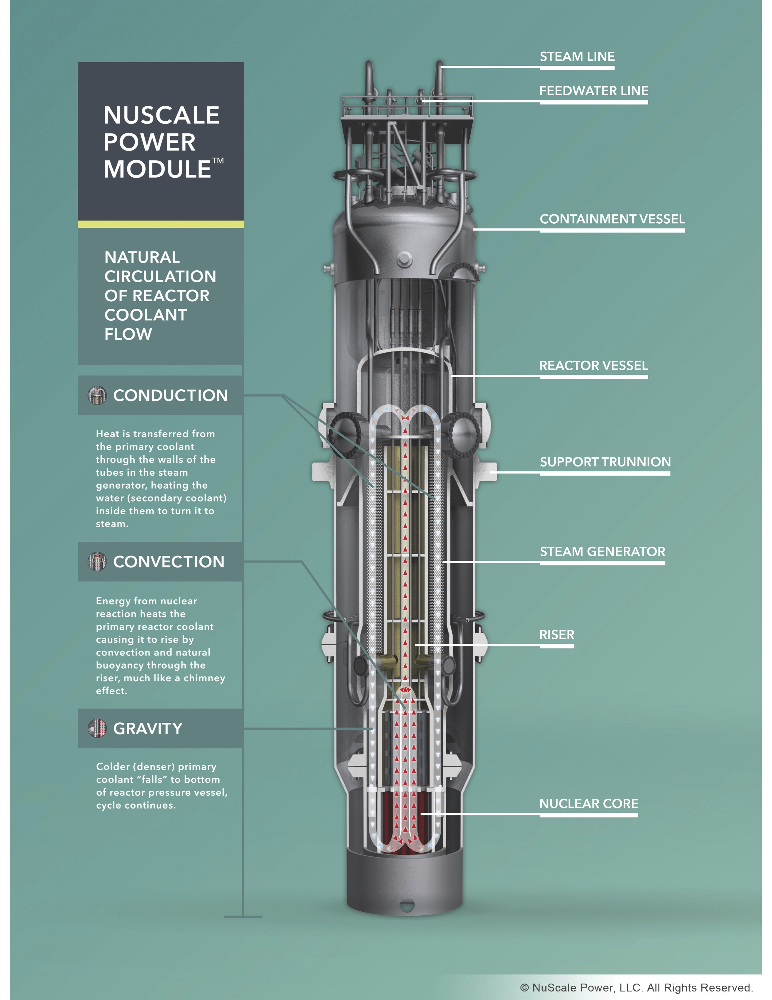 NUSCALE
POWER
MODULE™
NATURAL
CIRCULATION
OF REACTOR
COOLANT
FLOW
CONDUCTION
Heat is transferred from
the primary coolant
through the walls of the
tubes in the steam
generator, heating the
water (secondary coolant)
inside them to turn it to
steam.
CONVECTION
Energy from nuclear
reaction heats the
primary reactor coolant
causing it to rise by
convection and natural
buoyancy through the
riser, much like a chimney
effect.
GRAVITY
Colder (denser) primary
coolant “falls” to bottom
of reactor pressure vessel,
cycle continues.
STEAM LINE
FEEDWATER LINE
CONTAINMENT VESSEL
REACTOR VESSEL
SUPPORT TRUNNION
STEAM GENERATOR
RISER
NUCLEAR CORE
© NuScale Power, LLC. All Rights Reserved.